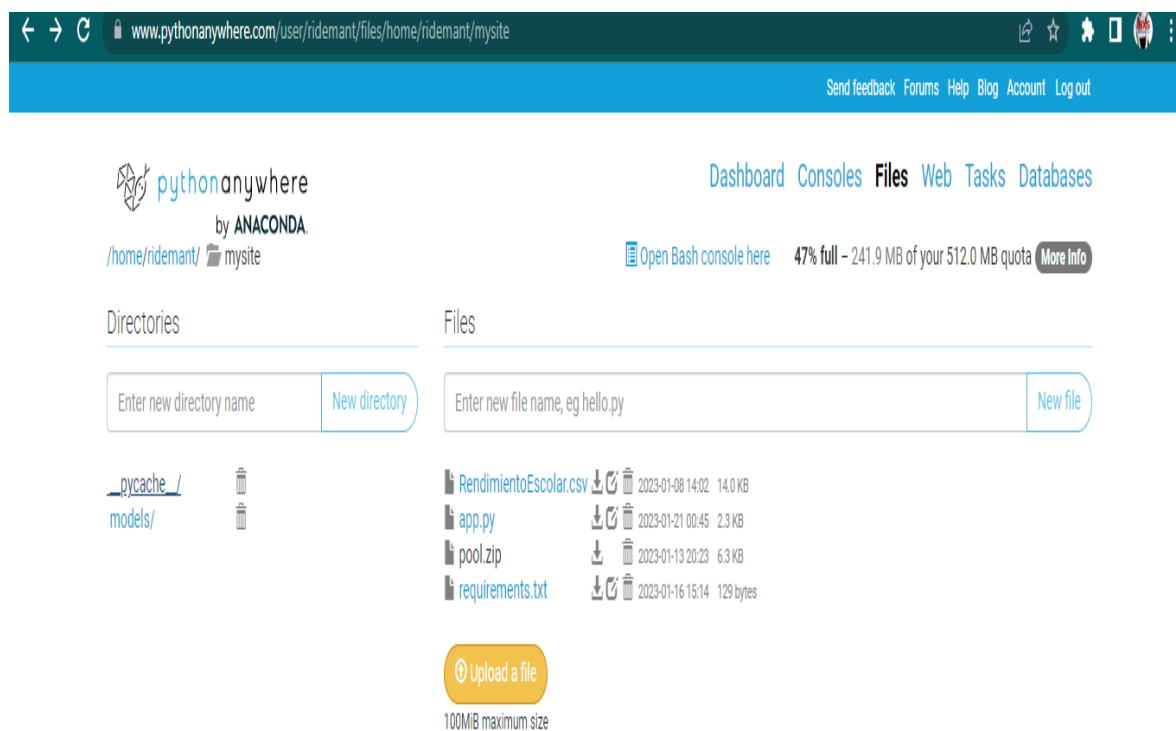 www.pythonanywhere.com/user/ridemant/files/home/ridemant/mysite
Send feedback Forums Help Blog Account Log out
pythonanywhere
by ANACONDA.
Dashboard Consoles Files Web Tasks Databases
/home/ridemant/ mysite
Open Bash console here 47% full – 241.9 MB of your 512.0 MB quota More Info
Directories
Enter new directory name New directory
__pycache__/
models/
Files
Enter new file name, eg hello.py New file
RendimientoEscolar.csv 2023-01-08 14:02 14.0 KB
app.py 2023-01-21 00:45 2.3 KB
pool.zip 2023-01-13 20:23 6.3 KB
requirements.txt 2023-01-16 15:14 129 bytes
Upload a file
100MiB maximum size